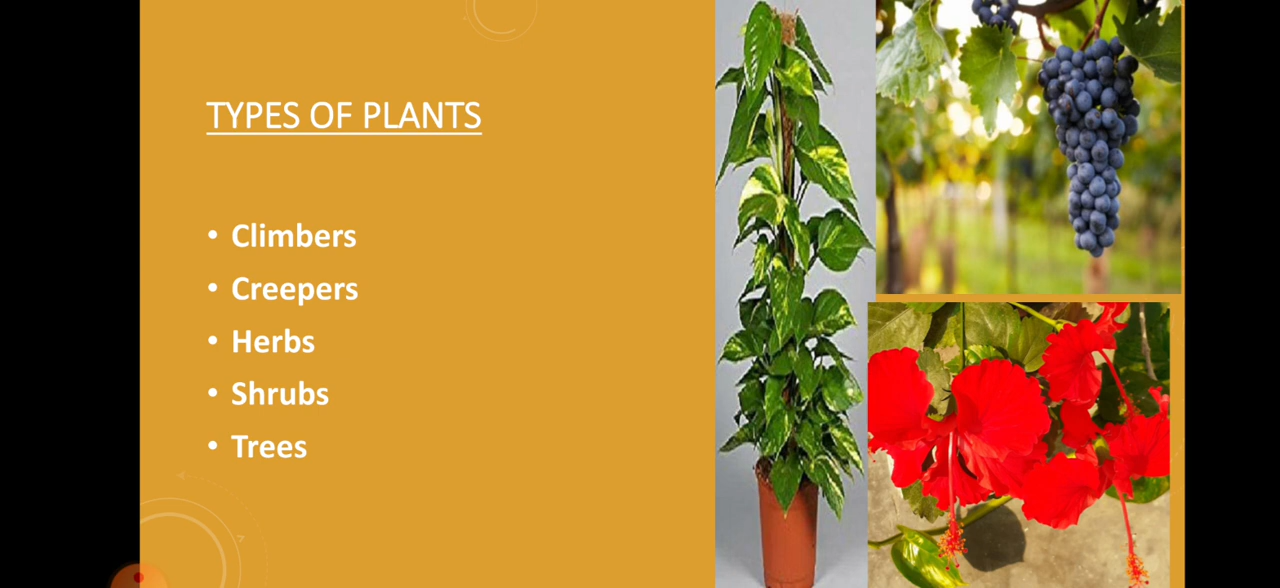 TYPES OF PLANTS
• Climbers
• Creepers
• Herbs
• Shrubs
• Trees